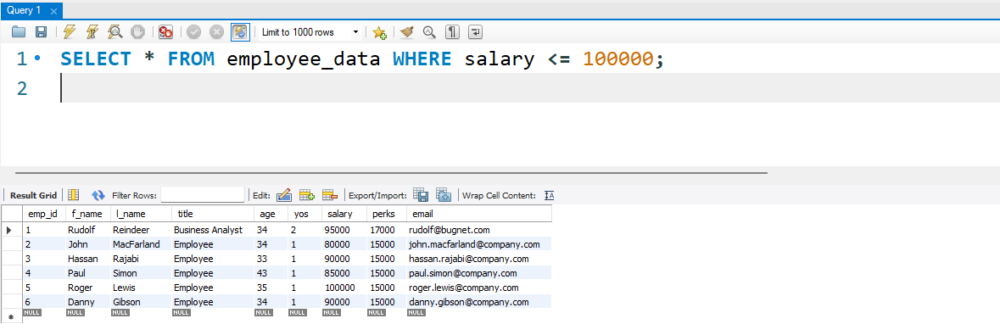 Query 1
Limit to 1000 rows
1 SELECT * FROM employee_data WHERE salary <= 100000;
2
Result Grid Filter Rows: Edit: Export/Import: Wrap Cell Content:
emp_id f_name l_name title age yos salary perks email
1 Rudolf Reindeer Business Analyst 34 2 95000 17000 rudolf@bugnet.com
2 John MacFarland Employee 34 1 80000 15000 john.macfarland@company.com
3 Hassan Rajabi Employee 33 1 90000 15000 hassan.rajabi@company.com
4 Paul Simon Employee 43 1 85000 15000 paul.simon@company.com
5 Roger Lewis Employee 35 1 100000 15000 roger.lewis@company.com
6 Danny Gibson Employee 34 1 90000 15000 danny.gibson@company.com
NULL NULL NULL NULL NULL NULL NULL NULL NULL